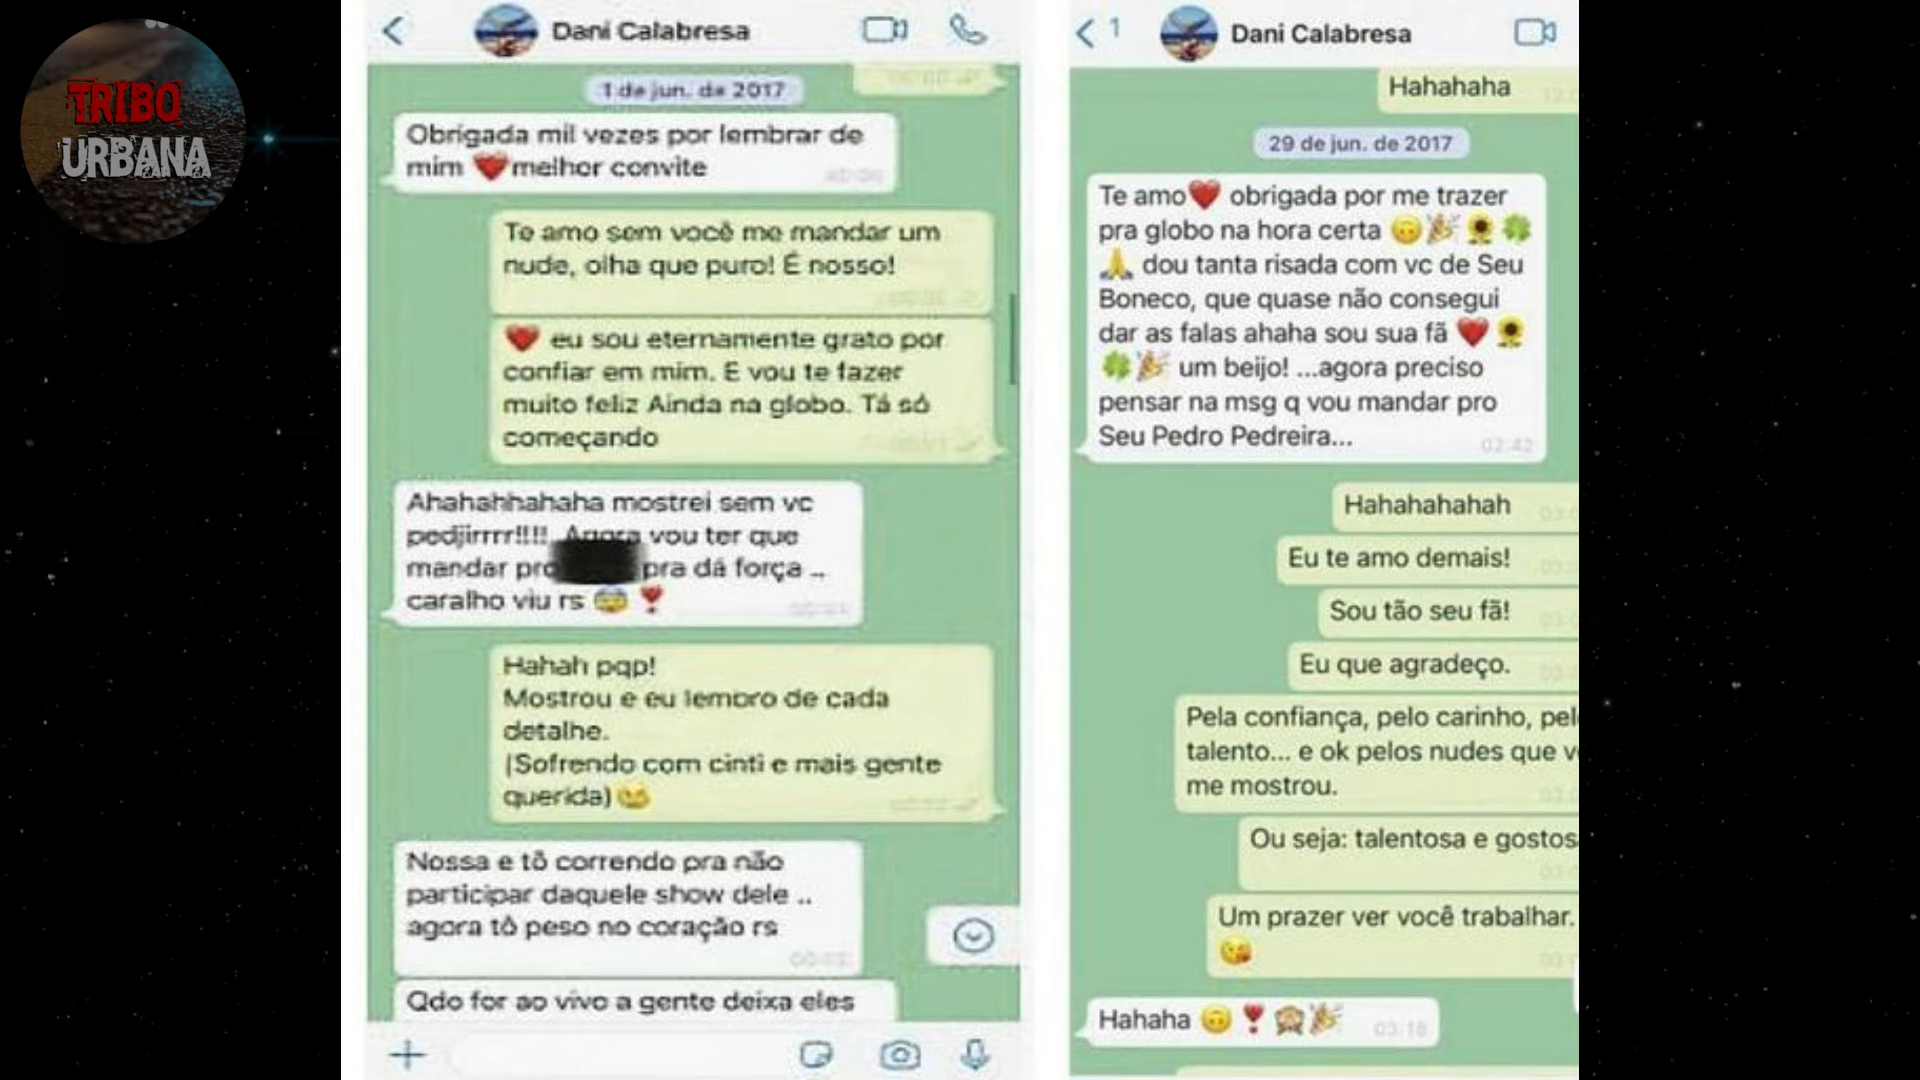 TRIBO
URBANA
Dani Calabresa
1 de jun. de 2017
Obrigada mil vezes por lembrar de
mim ❤️melhor convite
Te amo sem você me mandar um
nude, olha que puro! É nosso!
❤️ eu sou eternamente grato por
confiar em mim. E vou te fazer
muito feliz Ainda na globo. Tá só
começando
Ahahahhahaha mostrei sem vc
pedjirrrr!!!!. Agora vou ter que
mandar pro pra dá força ..
caralho viu rs 😨 ❣️
Hahah pqp!
Mostrou e eu lembro de cada
detalhe.
(Sofrendo com cinti e mais gente
querida) 😆
Nossa e tô correndo pra não
participar daquele show dele ..
agora tô peso no coração rs
Qdo for ao vivo a gente deixa eles
1
Dani Calabresa
Hahahaha
29 de jun. de 2017
Te amo❤️ obrigada por me trazer
pra globo na hora certa 🙃🎉🌻🍀
🙏 dou tanta risada com vc de Seu
Boneco, que quase não consegui
dar as falas ahaha sou sua fã ❤️🌻
🍀🎉 um beijo! ...agora preciso
pensar na msg q vou mandar pro
Seu Pedro Pedreira...
02:42
Hahahahahah
Eu te amo demais!
Sou tão seu fã!
Eu que agradeço.
Pela confiança, pelo carinho, pel
talento... e ok pelos nudes que v
me mostrou.
Ou seja: talentosa e gostos
Um prazer ver você trabalhar.
😘
Hahaha 🙃❣️🙈🎉
03:18